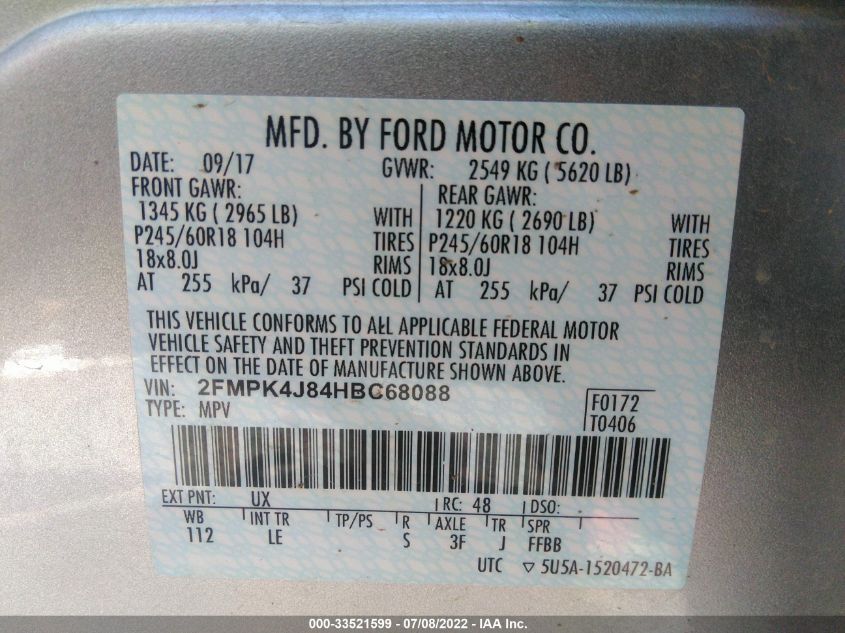 MFD. BY FORD MOTOR CO.
DATE: 09/17 GVWR: 2549 KG ( 5620 LB)
FRONT GAWR: REAR GAWR:
1345 KG ( 2965 LB) WITH 1220 KG ( 2690 LB) WITH
P245/60R18 104H TIRES P245/60R18 104H TIRES
18x8.0J RIMS 18x8.0J RIMS
AT 255 kPa/ 37 PSI COLD AT 255 kPa/ 37 PSI COLD
THIS VEHICLE CONFORMS TO ALL APPLICABLE FEDERAL MOTOR
VEHICLE SAFETY AND THEFT PREVENTION STANDARDS IN
EFFECT ON THE DATE OF MANUFACTURE SHOWN ABOVE.
VIN: 2FMPK4J84HBC68088 F0172
TYPE: MPV T0406
EXT PNT: UX RC: 48 DSO:
WB INT TR TP/PS R AXLE TR SPR
112 LE S 3F J FFBB
UTC ▽ 5U5A-1520472-BA
000-33521599 - 07/08/2022 - IAA Inc.